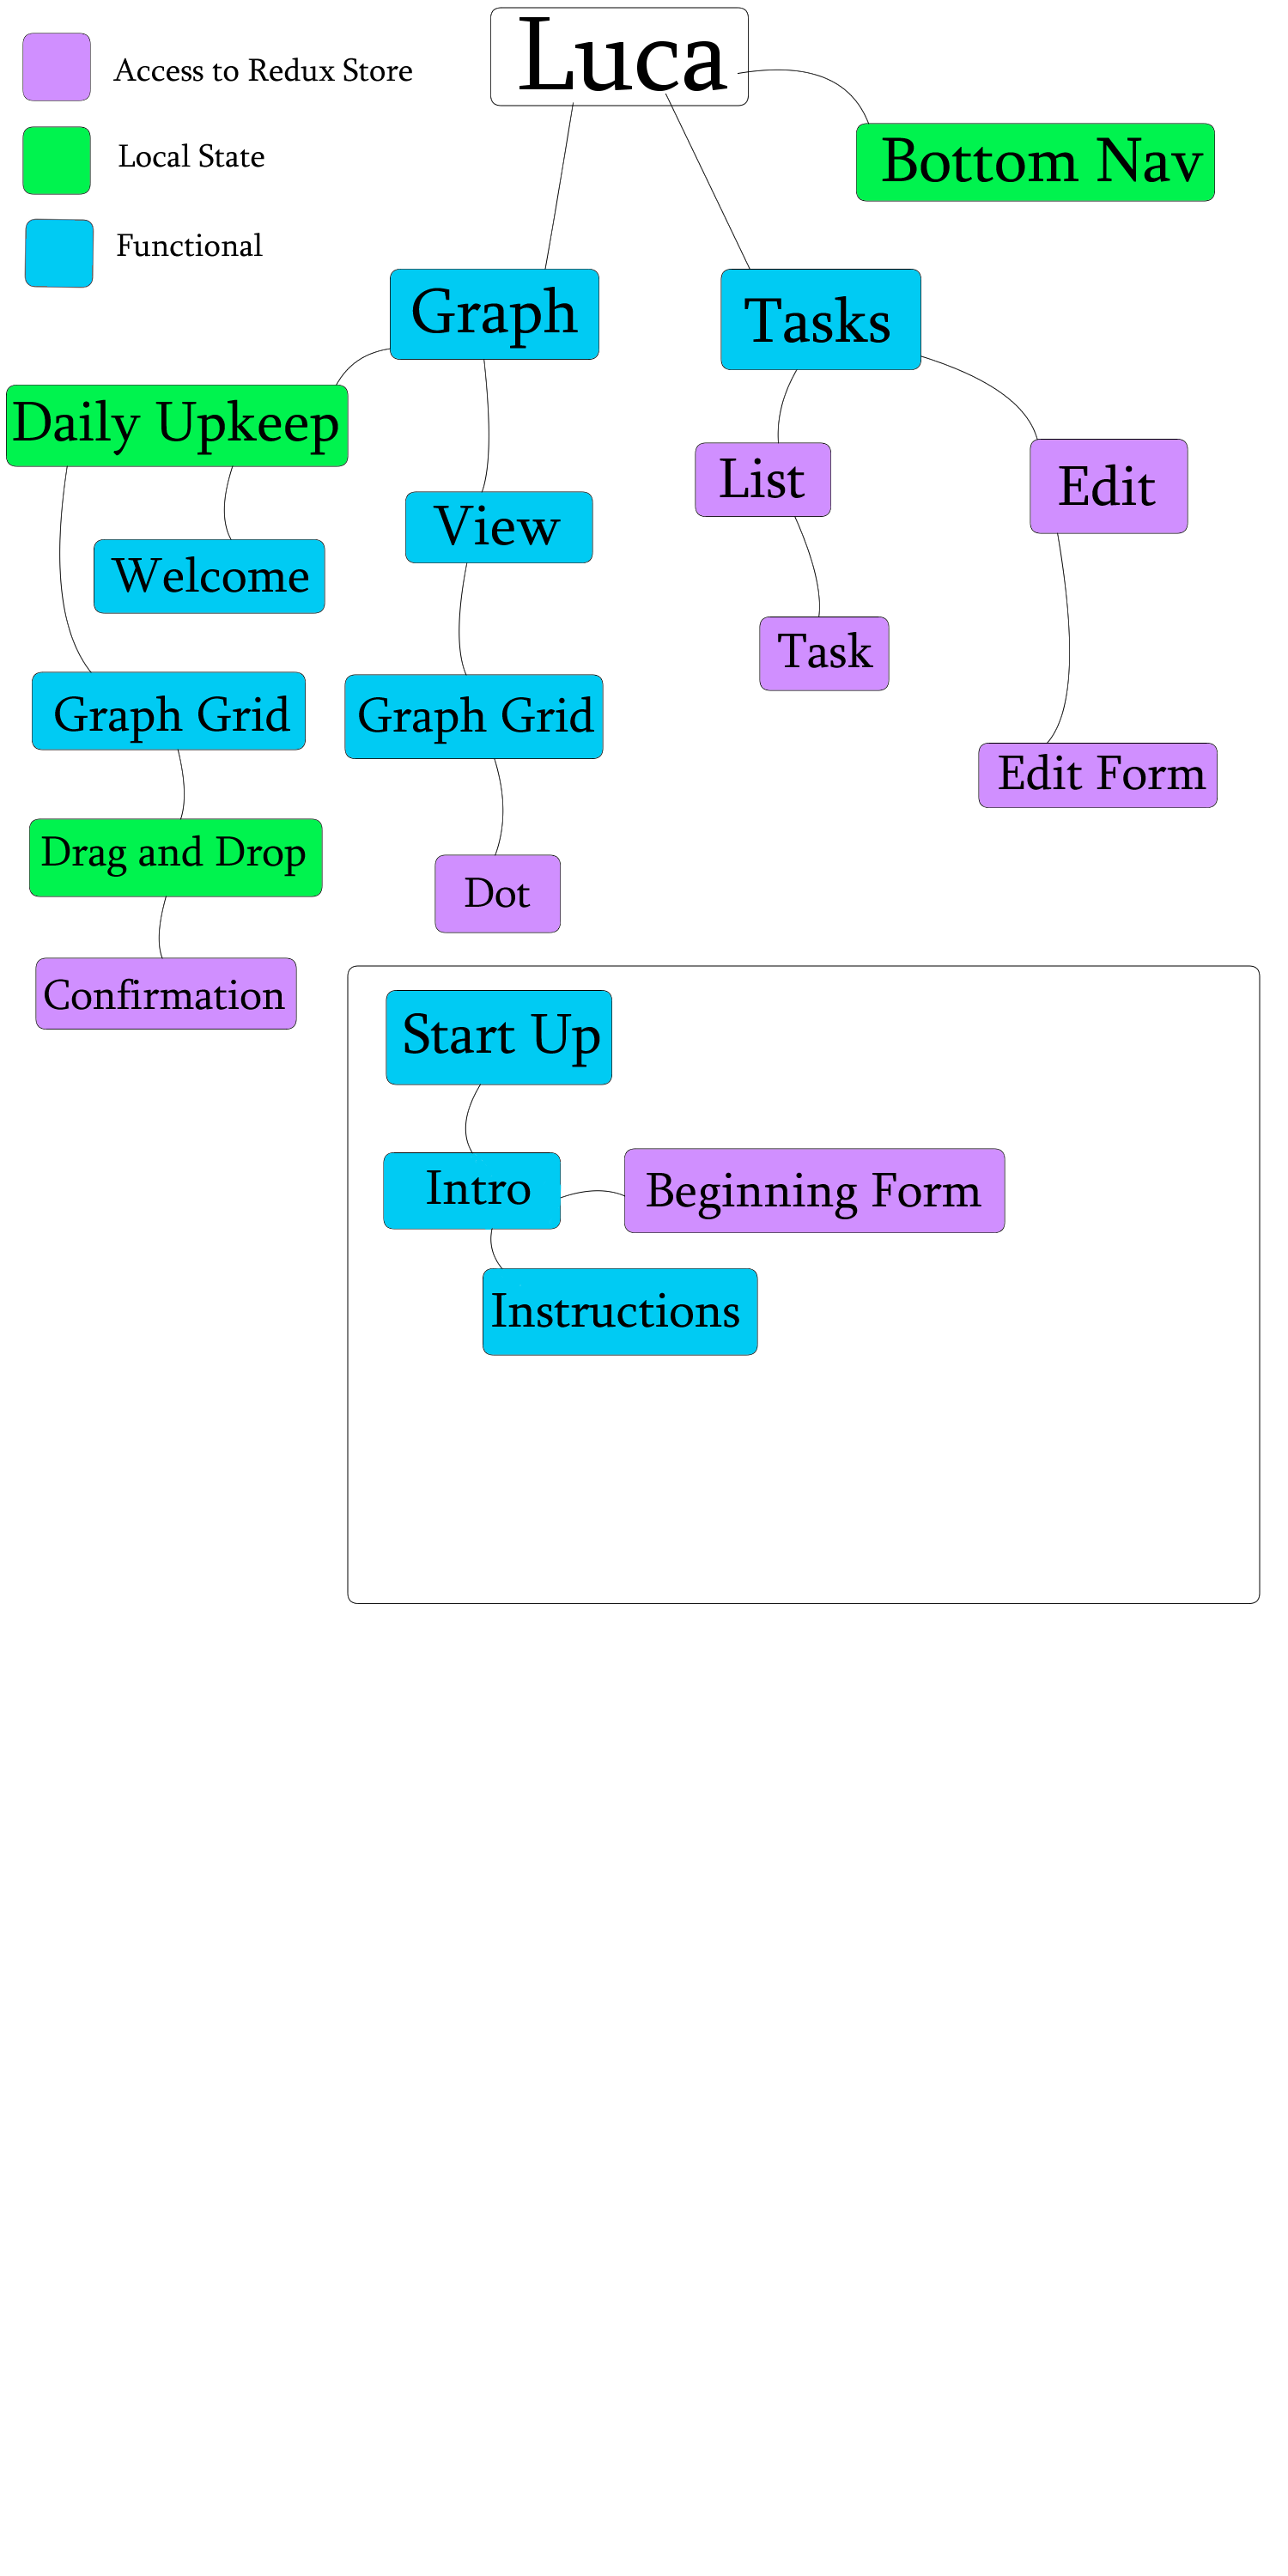 Luca
Access to Redux Store
Local State
Functional
Bottom Nav
Graph
Tasks
Daily Upkeep
List
Edit
View
Welcome
Task
Graph Grid
Graph Grid
Edit Form
Drag and Drop
Dot
Confirmation
Start Up
Intro
Beginning Form
Instructions